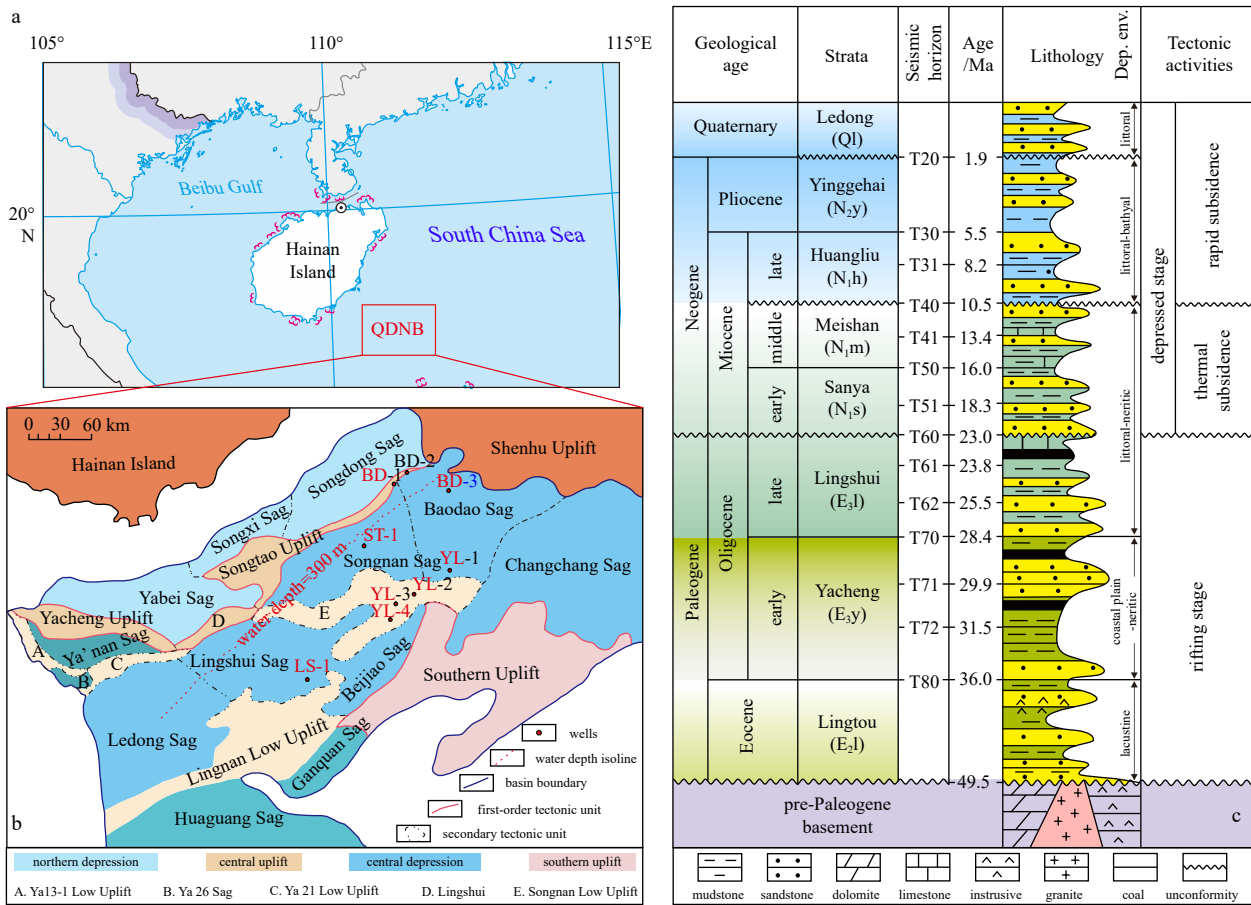 a
105°
110°
115°E
20°
N
Beibu Gulf
Hainan
Island
South China Sea
QDNB
0 30 60 km
Hainan Island
Shenhu Uplift
Songdong Sag
BD-2
BD-1
BD-3
Baodao Sag
Songxi Sag
Songtao Uplift
ST-1
Songnan Sag
YL-1
Changchang Sag
water depth=300 m
YL-2
YL-3
YL-4
Yabei Sag
Yacheng Uplift
Ya' nan Sag
A
B
C
D
E
Lingshui Sag
LS-1
Beijiao Sag
Southern Uplift
Ledong Sag
Lingnan Low Uplift
Ganquan Sag
Huaguang Sag
wells
water depth isoline
basin boundary
first-order tectonic unit
secondary tectonic unit
b
northern depression
central uplift
central depression
southern uplift
A. Ya13-1 Low Uplift B. Ya 26 Sag C. Ya 21 Low Uplift D. Lingshui E. Songnan Low Uplift
Geological
age
Strata
Seismic
horizon
Age
/Ma
Lithology
Dep. env.
Tectonic
activities
Quaternary
Ledong
(Ql)
littoral
T20 1.9
Neogene
Pliocene
Yinggehai
(N₂y)
littoral-bathyal
rapid subsidence
T30 5.5
Miocene
late
Huangliu
(N₁h)
T31 8.2
T40 10.5
depressed stage
middle
Meishan
(N₁m)
T41 13.4
T50 16.0
thermal
subsidence
early
Sanya
(N₁s)
T51 18.3
littoral-neritic
T60 23.0
Paleogene
Oligocene
late
Lingshui
(E₃l)
T61 23.8
T62 25.5
T70 28.4
early
Yacheng
(E₃y)
T71 29.9
T72 31.5
coastal plain
-neritic
rifting stage
T80 36.0
Eocene
Lingtou
(E₂l)
lacustine
49.5
pre-Paleogene
basement
c
mudstone
sandstone
dolomite
limestone
instrusive
granite
coal
unconformity